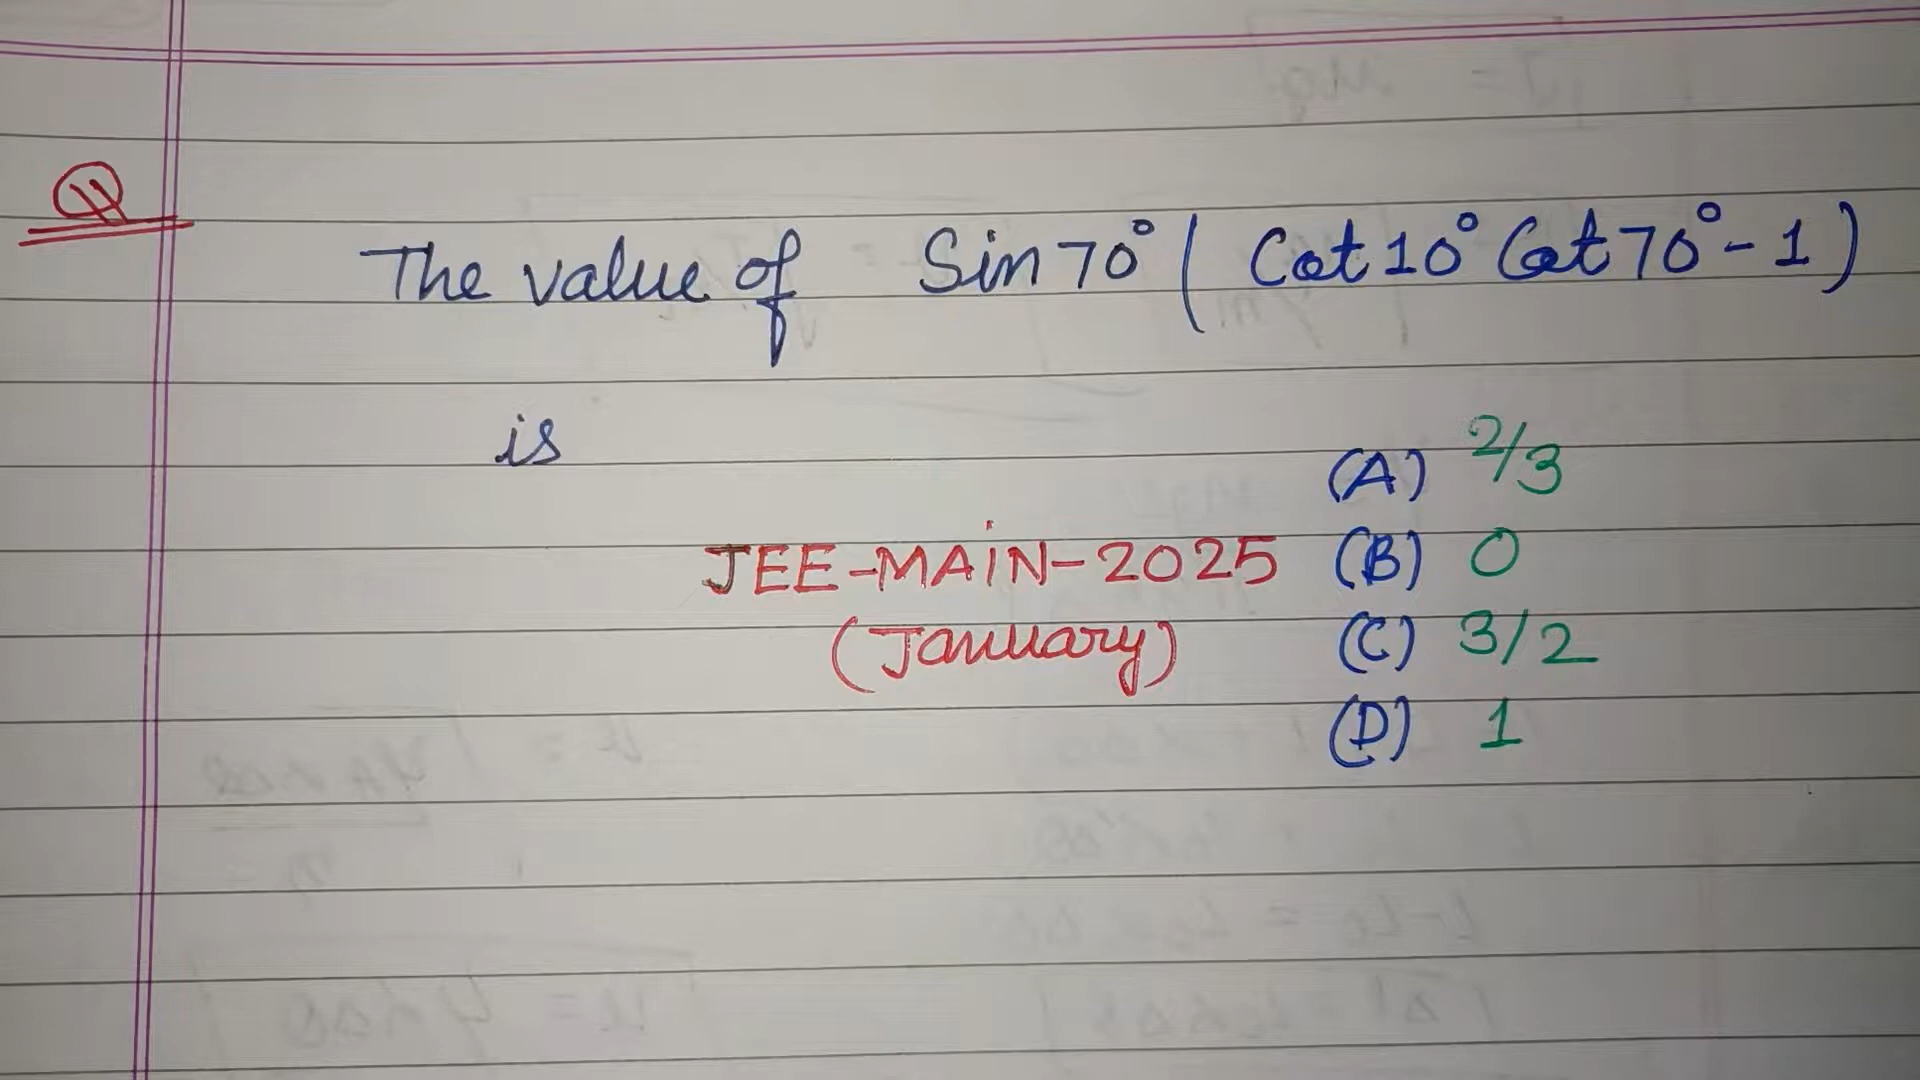 Q
The value of Sin 70° ( Cot 10° Cot 70° - 1 )
is
(A) 2/3
JEE-MAIN-2025 (B) 0
(January) (C) 3/2
(D) 1